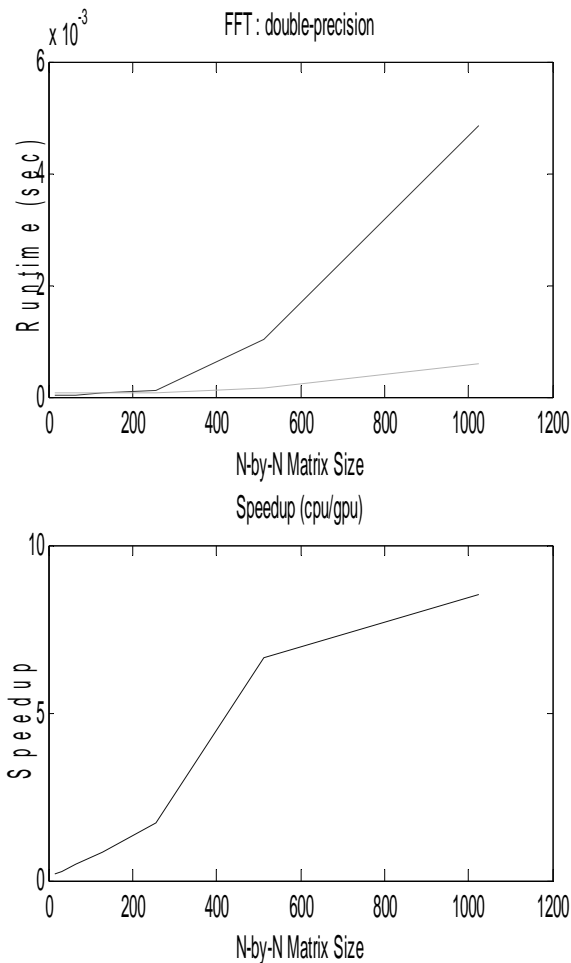 x 10^-3
FFT : double-precision
6
4
2
0
Runtime (sec)
0 200 400 600 800 1000 1200
N-by-N Matrix Size
Speedup (cpu/gpu)
10
5
0
Speedup
0 200 400 600 800 1000 1200
N-by-N Matrix Size